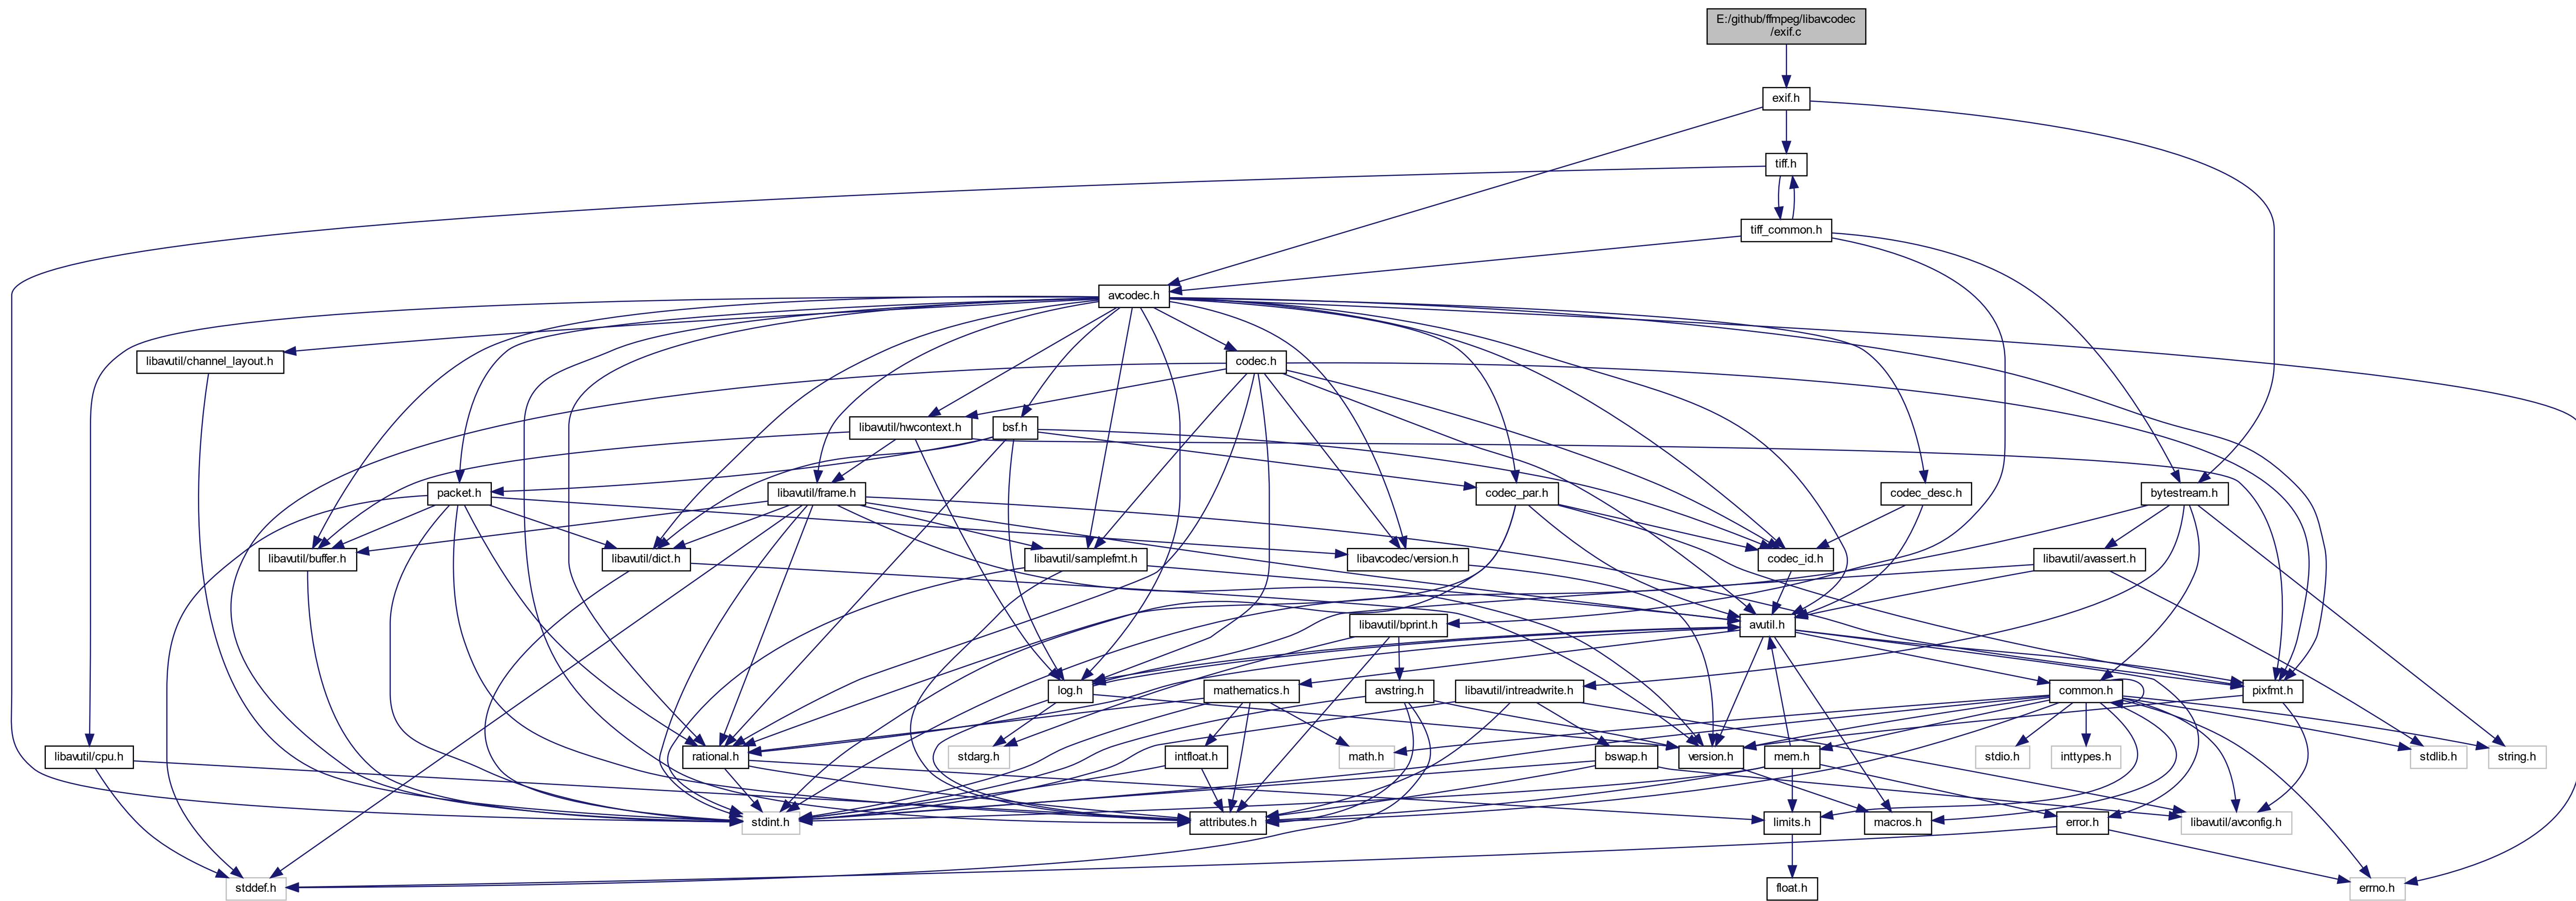 E:/github/ffmpeg/libavcodec
/exif.c
exif.h
tiff.h
tiff_common.h
avcodec.h
libavutil/channel_layout.h
codec.h
libavutil/hwcontext.h
bsf.h
packet.h
libavutil/frame.h
codec_par.h
codec_desc.h
bytestream.h
libavutil/buffer.h
libavutil/dict.h
libavutil/samplefmt.h
libavcodec/version.h
codec_id.h
libavutil/avassert.h
libavutil/bprint.h
avutil.h
log.h
mathematics.h
avstring.h
libavutil/intreadwrite.h
common.h
pixfmt.h
libavutil/cpu.h
rational.h
stdarg.h
intfloat.h
math.h
bswap.h
version.h
mem.h
stdio.h
inttypes.h
stdlib.h
string.h
stdint.h
attributes.h
limits.h
macros.h
error.h
libavutil/avconfig.h
stddef.h
float.h
errno.h